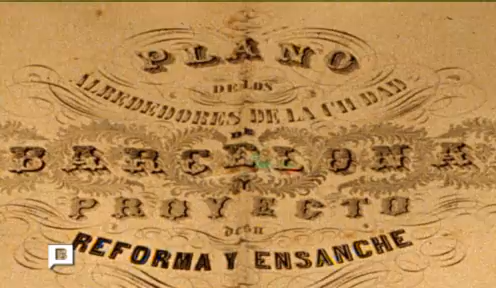 PLANO
DE LOS
ALREDEDORES DE LA CIUDAD
DE
BARCELONA
Y
PROYECTO
DE SU
REFORMA Y ENSANCHE
B